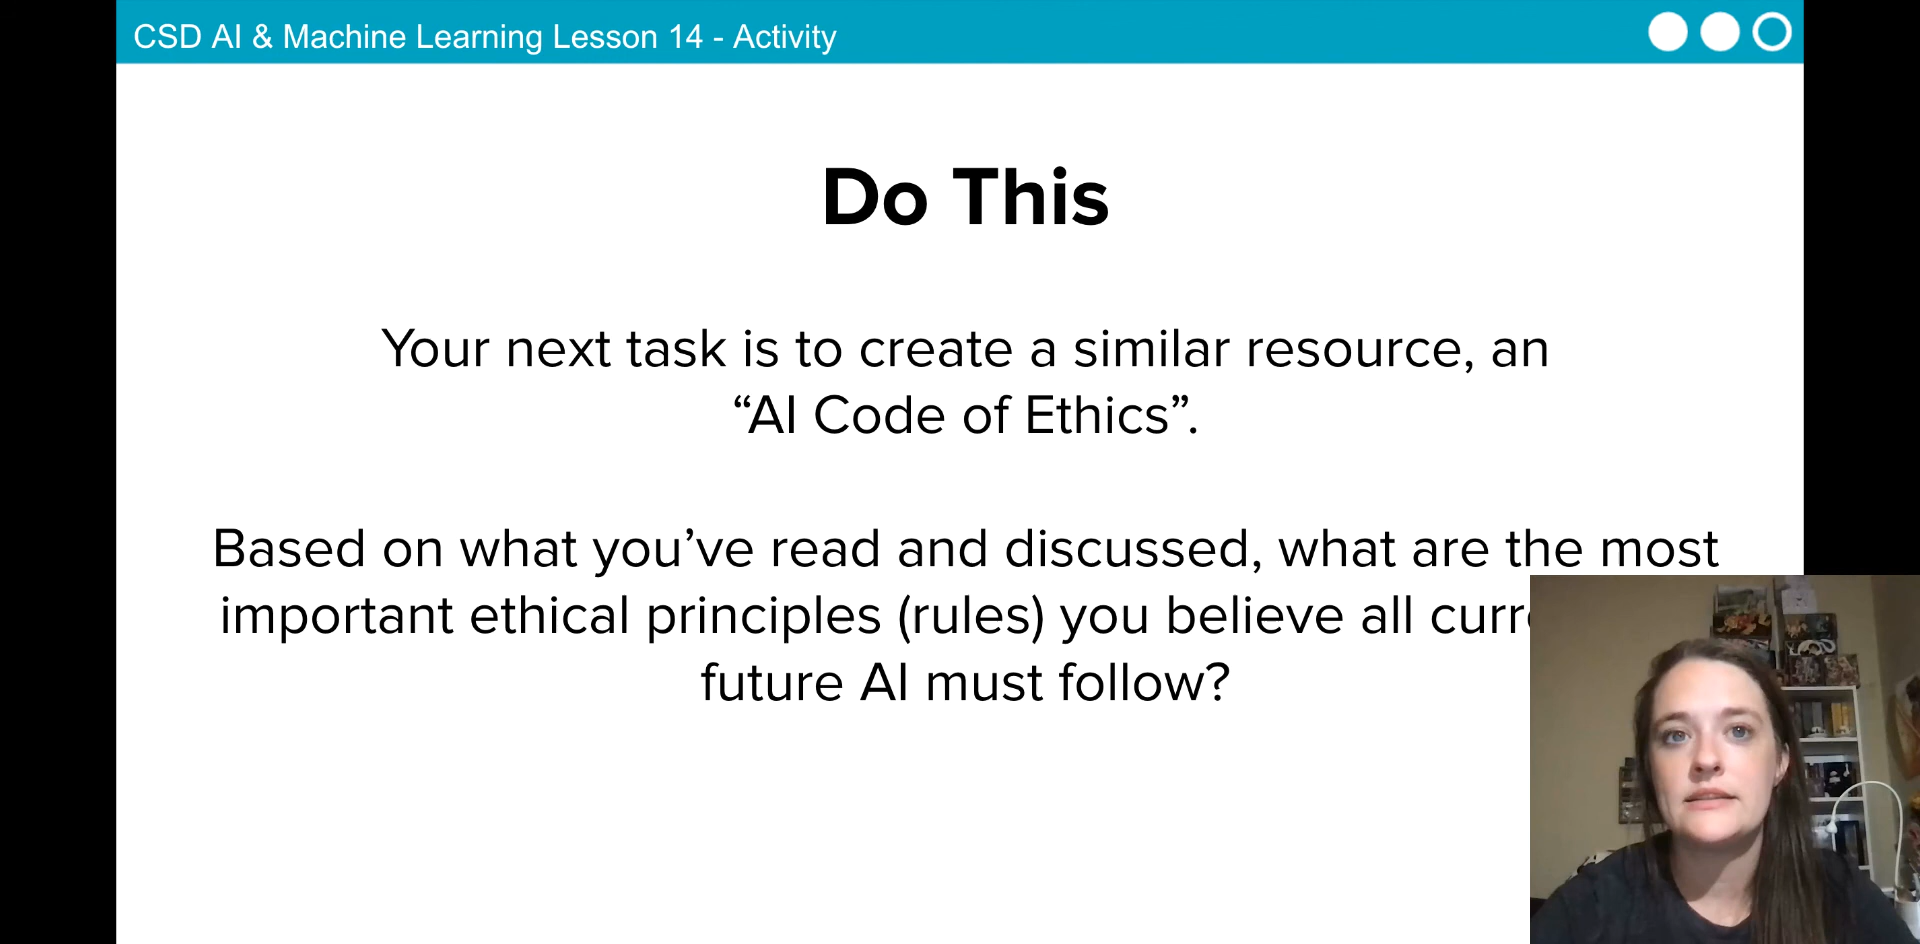 CSD AI & Machine Learning Lesson 14 - Activity
Do This
Your next task is to create a similar resource, an
“AI Code of Ethics”.
Based on what you’ve read and discussed, what are the most
important ethical principles (rules) you believe all
future AI must follow?